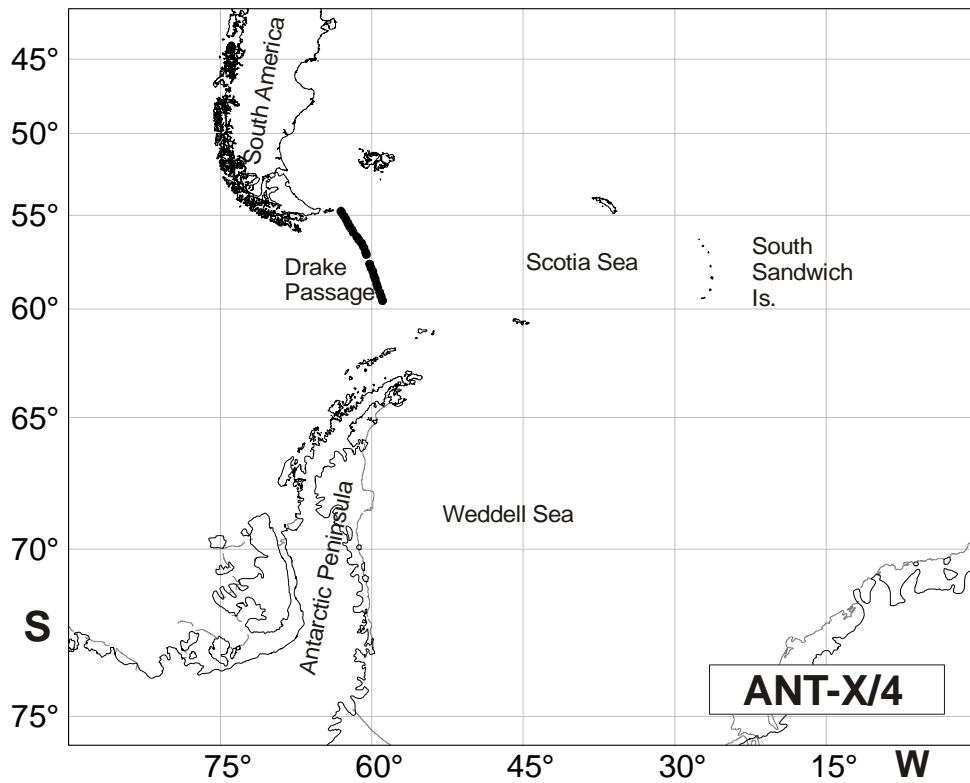 45°
South America
50°
55°
Drake
Passage
Scotia Sea
South
Sandwich
Is.
60°
65°
Weddell Sea
70°
Antarctic Peninsula
S
ANT-X/4
75°
75° 60° 45° 30° 15° W